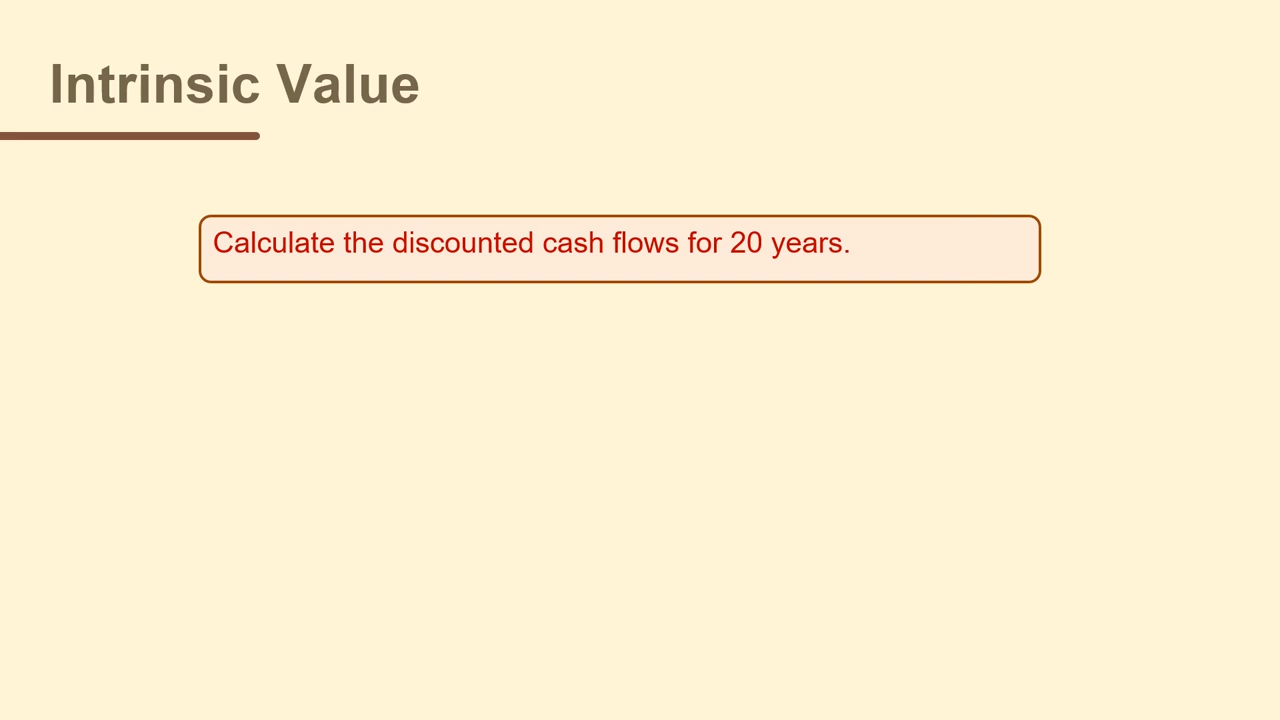 Intrinsic Value
Calculate the discounted cash flows for 20 years.